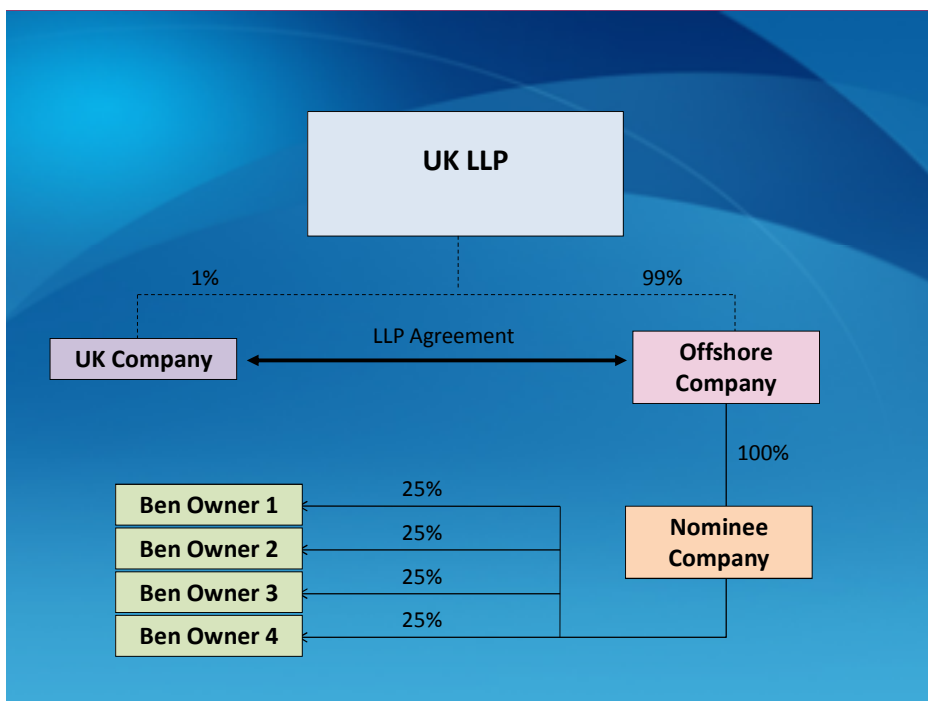 UK LLP
1%
99%
LLP Agreement
UK Company
Offshore
Company
100%
25%
Ben Owner 1
25%
Ben Owner 2
25%
Ben Owner 3
25%
Ben Owner 4
Nominee
Company